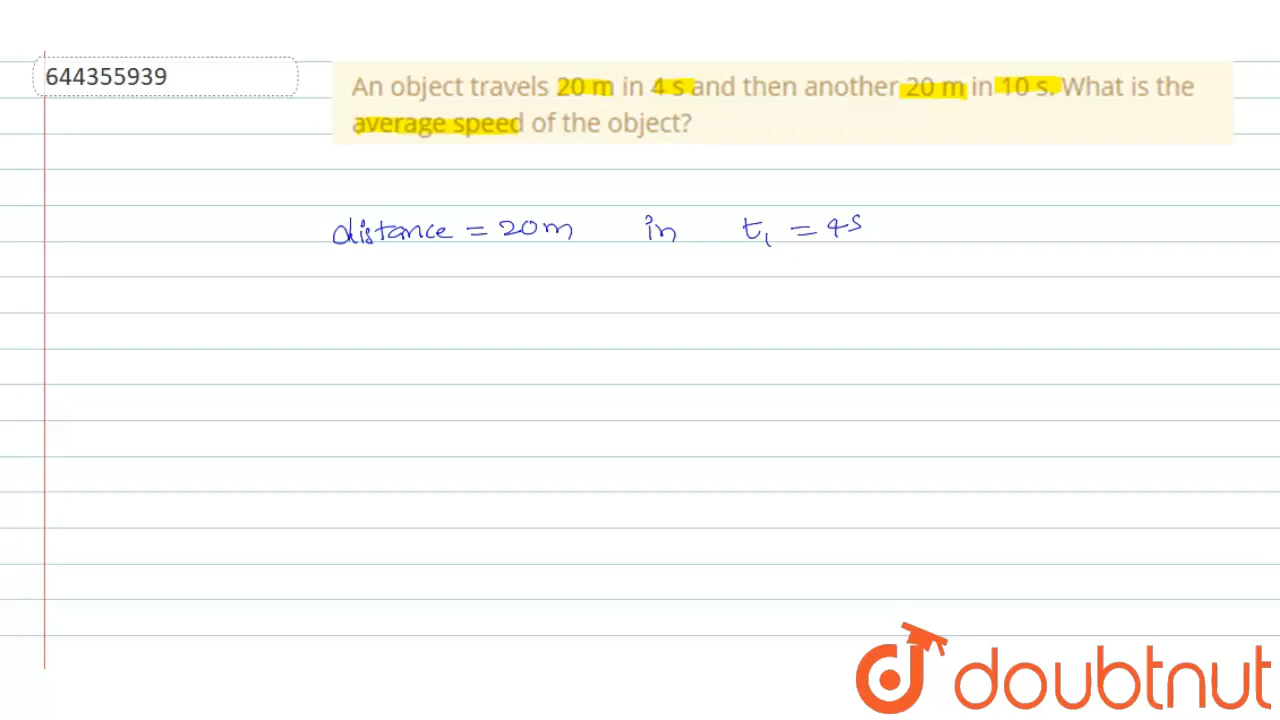 644355939
An object travels 20 m in 4 s and then another 20 m in 10 s. What is the
average speed of the object?
distance = 20m in t₁ = 4s
doubtnut